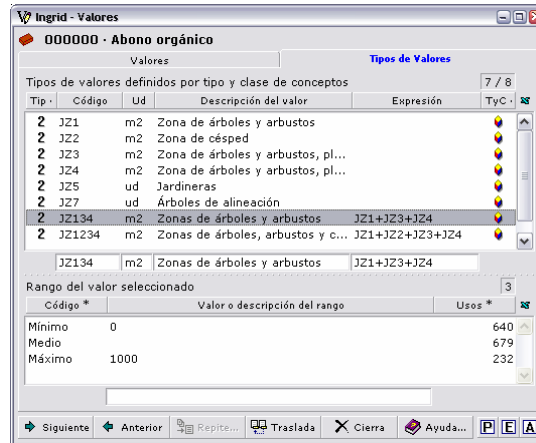 Ingrid - Valores
000000 · Abono orgánico
Valores Tipos de Valores
Tipos de valores definidos por tipo y clase de conceptos 7 / 8
Tip · Código Ud Descripción del valor Expresión TyC ·
2 JZ1 m2 Zona de árboles y arbustos
2 JZ2 m2 Zona de césped
2 JZ3 m2 Zona de árboles y arbustos, pl...
2 JZ4 m2 Zona de árboles y arbustos, pl...
2 JZ5 ud Jardineras
2 JZ7 ud Árboles de alineación
2 JZ134 m2 Zonas de árboles y arbustos JZ1+JZ3+JZ4
2 JZ1234 m2 Zonas de árboles, arbustos y c... JZ1+JZ2+JZ3+JZ4
JZ134 m2 Zonas de árboles y arbustos JZ1+JZ3+JZ4
Rango del valor seleccionado 3
Código * Valor o descripción del rango Usos *
Mínimo 0 640
Medio 679
Máximo 1000 232
Siguiente Anterior Repite... Traslada Cierra Ayuda... P E A